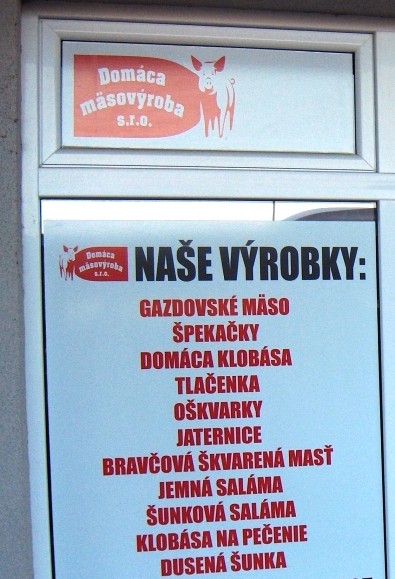 Domáca
mäsovýroba
s.r.o.
Domáca
mäsovýroba
s.r.o.
NAŠE VÝROBKY:
GAZDOVSKÉ MÄSO
ŠPEKAČKY
DOMÁCA KLOBÁSA
TLAČENKA
OŠKVARKY
JATERNICE
BRAVČOVÁ ŠKVARENÁ MASŤ
JEMNÁ SALÁMA
ŠUNKOVÁ SALÁMA
KLOBÁSA NA PEČENIE
DUSENÁ ŠUNKA